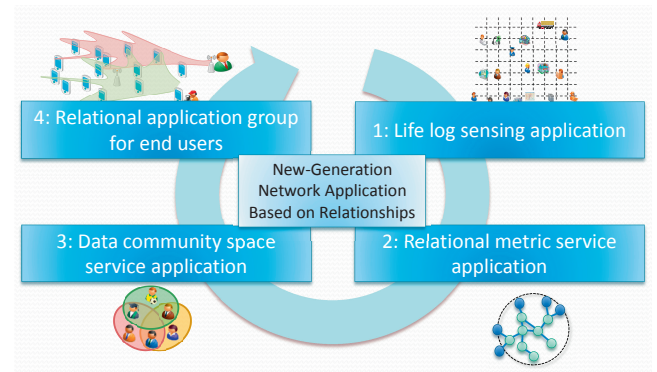 4: Relational application group
for end users
1: Life log sensing application
New-Generation
Network Application
Based on Relationships
3: Data community space
service application
2: Relational metric service
application